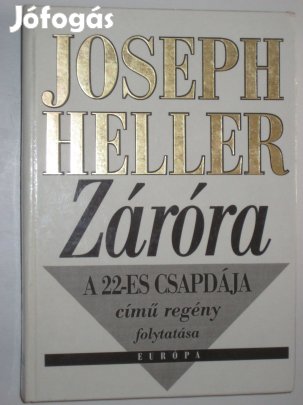 Jófogás
JOSEPH
HELLER
Záróra
A 22-ES CSAPDÁJA
című regény
folytatása
EURÓPA